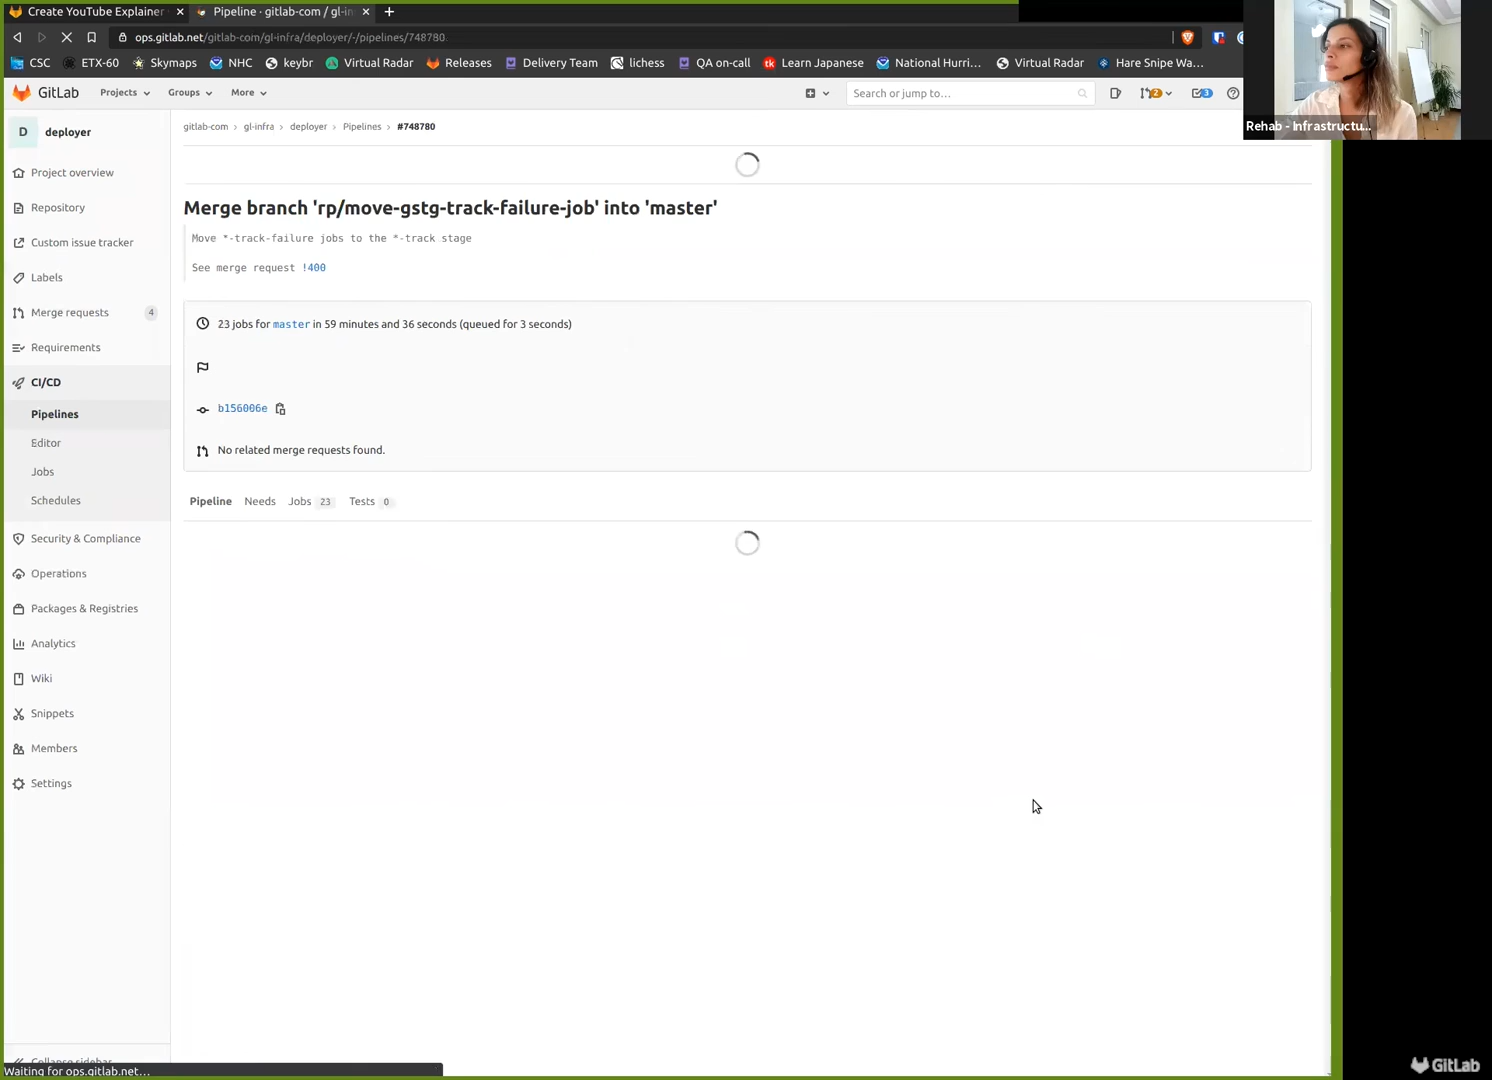 Create YouTube Explainer
Pipeline · gitlab-com / gl-in
ops.gitlab.net/gitlab-com/gl-infra/deployer/-/pipelines/748780
CSC
ETX-60
Skymaps
NHC
keybr
Virtual Radar
Releases
Delivery Team
lichess
QA on-call
Learn Japanese
National Hurri...
Virtual Radar
Hare Snipe Wa...
GitLab
Projects
Groups
More
Search or jump to...
2
3
Rehab - Infrastructu...
D
deployer
gitlab-com › gl-infra › deployer › Pipelines › #748780
Project overview
Repository
Custom issue tracker
Labels
Merge requests
4
Requirements
CI/CD
Pipelines
Editor
Jobs
Schedules
Security & Compliance
Operations
Packages & Registries
Analytics
Wiki
Snippets
Members
Settings
Collapse sidebar
Merge branch 'rp/move-gstg-track-failure-job' into 'master'
Move *-track-failure jobs to the *-track stage
See merge request !400
23 jobs for master in 59 minutes and 36 seconds (queued for 3 seconds)
b156006e
No related merge requests found.
Pipeline
Needs
Jobs 23
Tests 0
Waiting for ops.gitlab.net...
GitLab